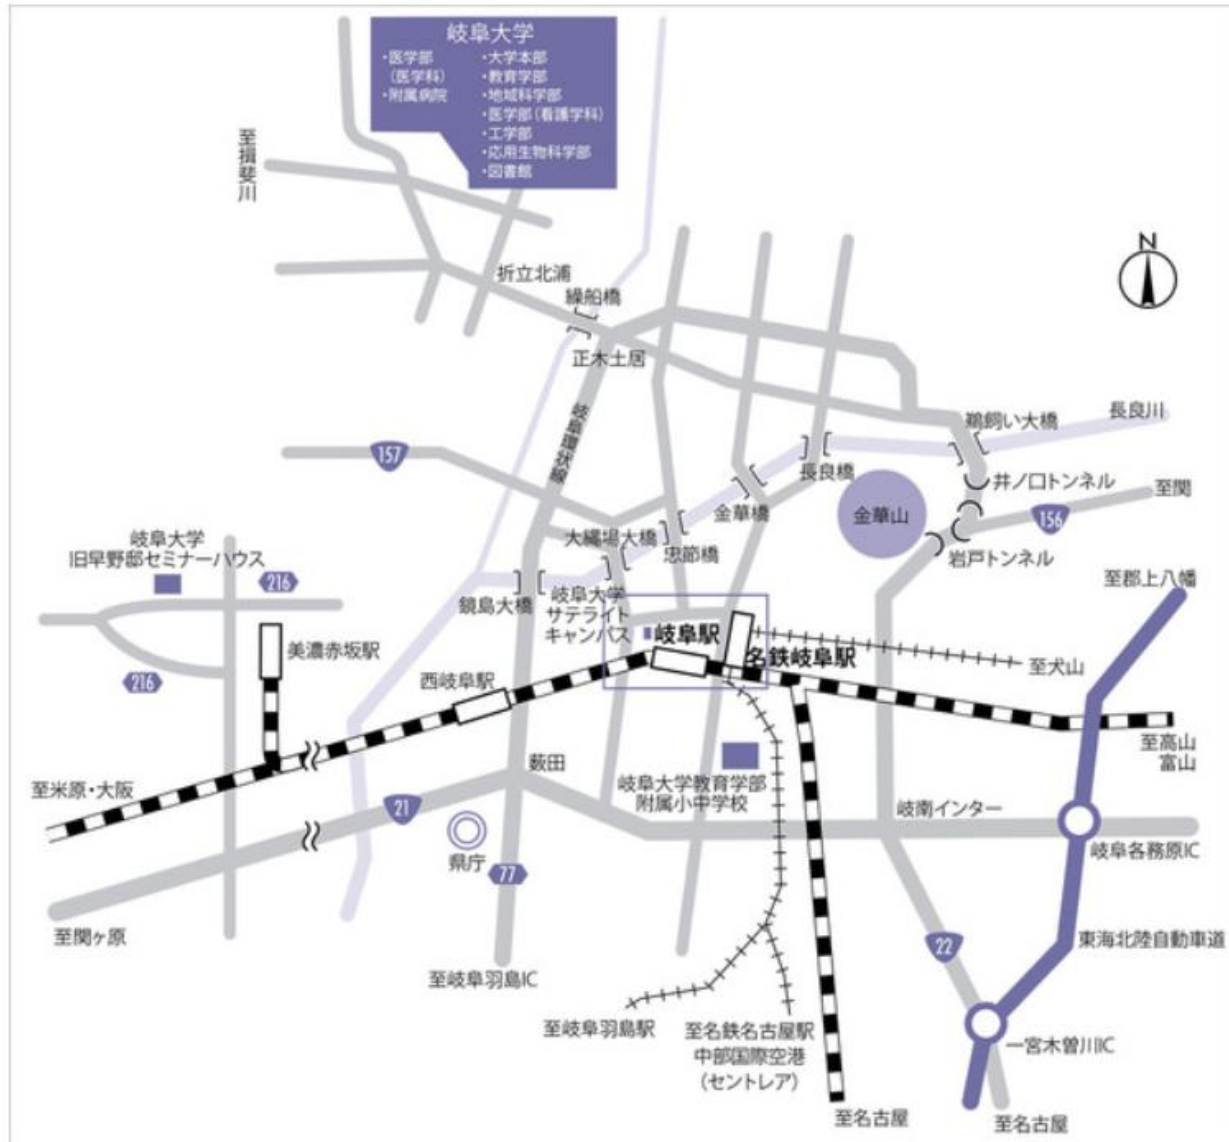 岐阜大学
・医学部
（医学科）
・附属病院
・大学本部
・教育学部
・地域科学部
・医学部（看護学科）
・工学部
・応用生物科学部
・図書館
至揖斐川
N
折立北浦
繰船橋
正木土居
岐阜環状線
157
鵜飼い大橋
長良川
長良橋
井ノ口トンネル
至関
金華橋
金華山
156
大縄場大橋
忠節橋
岩戸トンネル
岐阜大学
旧早野邸セミナーハウス
216
鏡島大橋
岐阜大学
サテライト
キャンパス
至郡上八幡
岐阜駅
名鉄岐阜駅
美濃赤坂駅
至犬山
216
西岐阜駅
至高山
富山
薮田
至米原・大阪
岐阜大学教育学部
附属小中学校
21
岐南インター
県庁
岐阜各務原IC
77
至関ヶ原
22
東海北陸自動車道
至岐阜羽島IC
至岐阜羽島駅
至名鉄名古屋駅
中部国際空港
（セントレア）
一宮木曽川IC
至名古屋
至名古屋